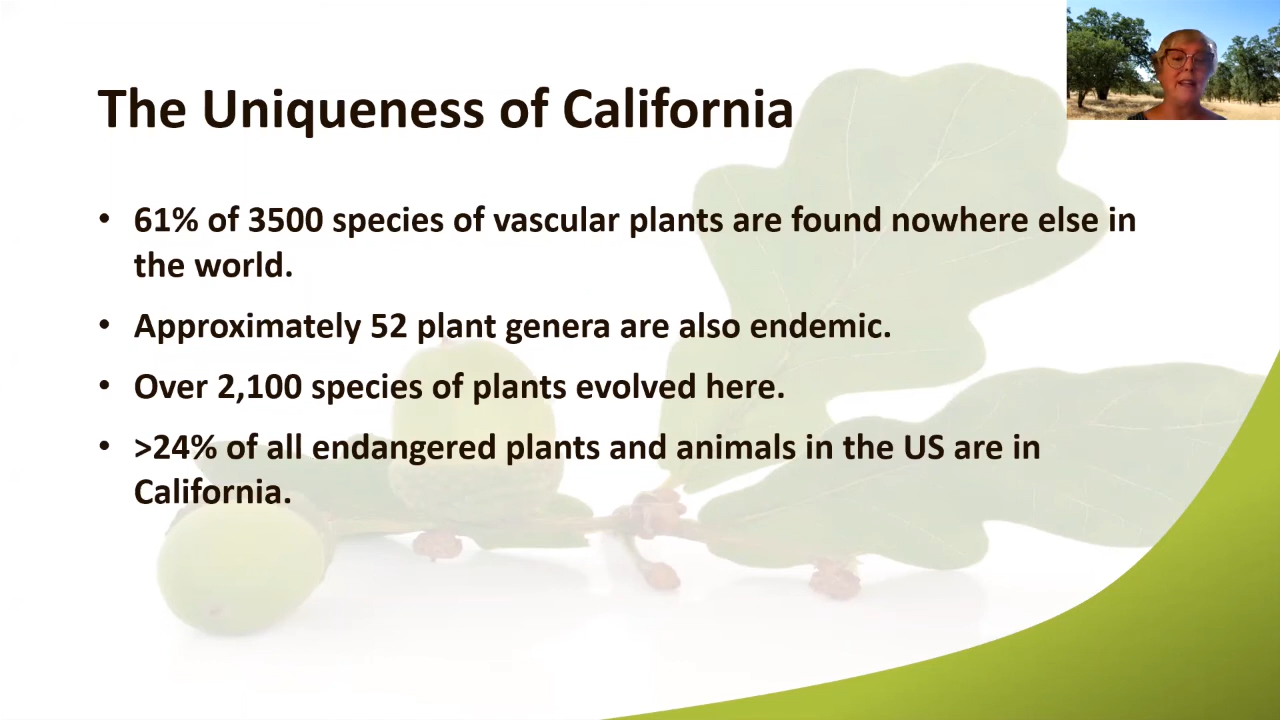 The Uniqueness of California
• 61% of 3500 species of vascular plants are found nowhere else in
the world.
• Approximately 52 plant genera are also endemic.
• Over 2,100 species of plants evolved here.
• >24% of all endangered plants and animals in the US are in
California.